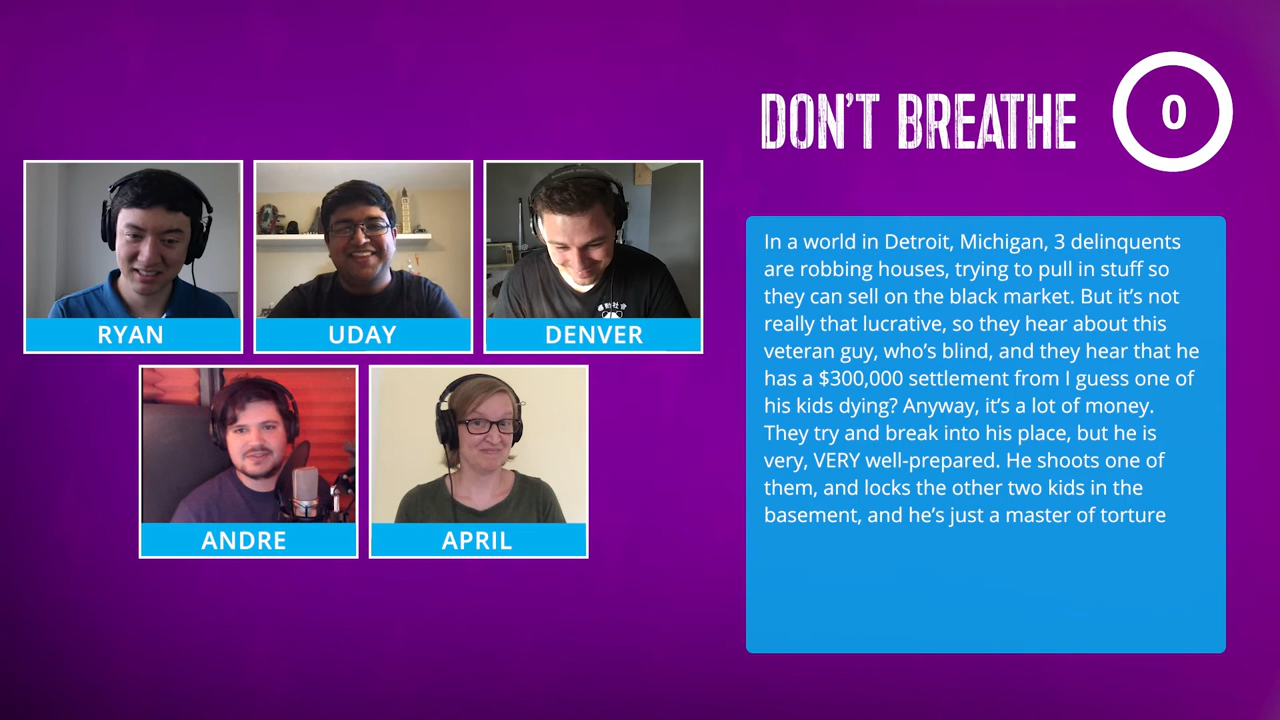 DON'T BREATHE
0
RYAN
UDAY
DENVER
ANDRE
APRIL
In a world in Detroit, Michigan, 3 delinquents
are robbing houses, trying to pull in stuff so
they can sell on the black market. But it's not
really that lucrative, so they hear about this
veteran guy, who's blind, and they hear that he
has a $300,000 settlement from I guess one of
his kids dying? Anyway, it's a lot of money.
They try and break into his place, but he is
very, VERY well-prepared. He shoots one of
them, and locks the other two kids in the
basement, and he's just a master of torture